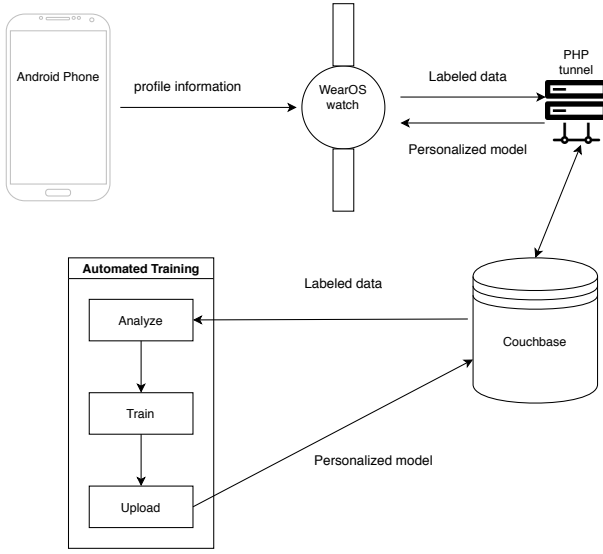 Android Phone
profile information
WearOS
watch
Labeled data
Personalized model
PHP
tunnel
Automated Training
Analyze
Train
Upload
Labeled data
Personalized model
Couchbase